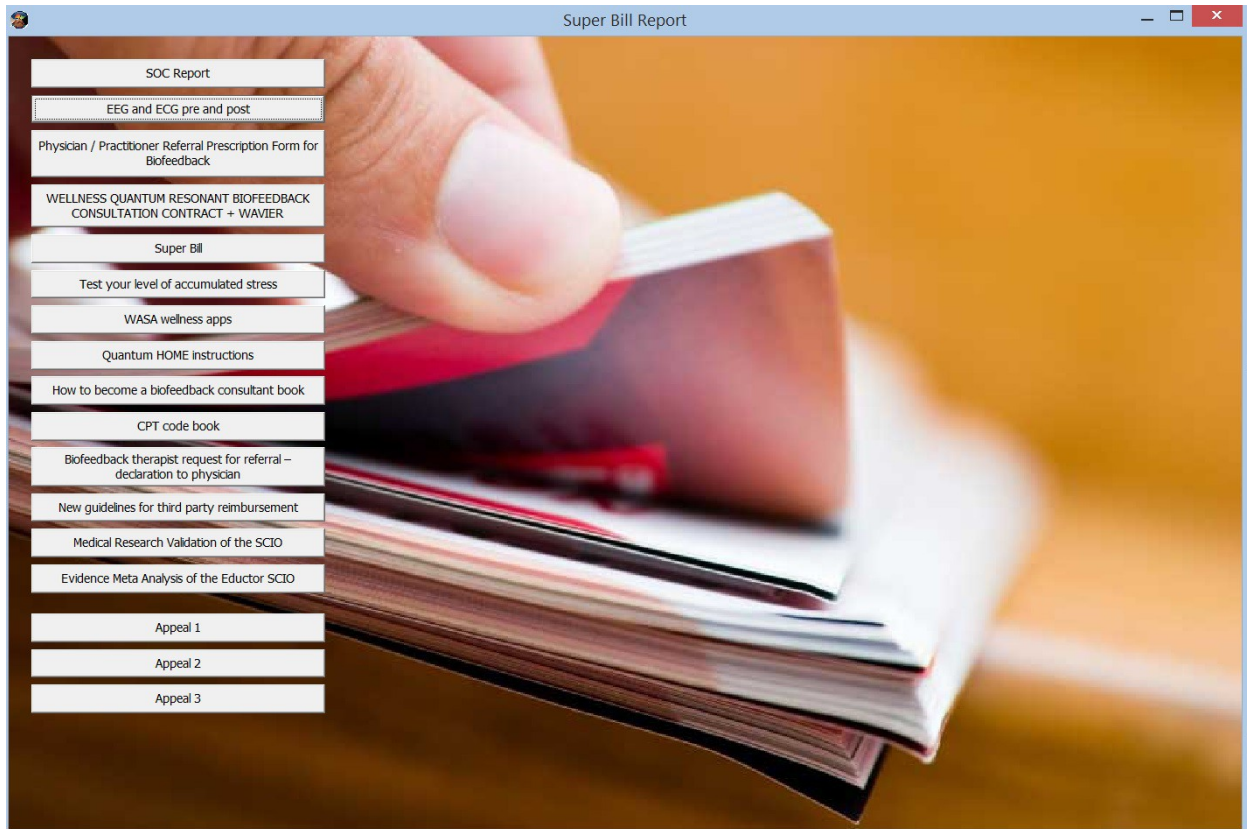 Super Bill Report
SOC Report
EEG and ECG pre and post
Physician / Practitioner Referral Prescription Form for
Biofeedback
WELLNESS QUANTUM RESONANT BIOFEEDBACK
CONSULTATION CONTRACT + WAVIER
Super Bill
Test your level of accumulated stress
WASA wellness apps
Quantum HOME instructions
How to become a biofeedback consultant book
CPT code book
Biofeedback therapist request for referral –
declaration to physician
New guidelines for third party reimbursement
Medical Research Validation of the SCIO
Evidence Meta Analysis of the Eductor SCIO
Appeal 1
Appeal 2
Appeal 3